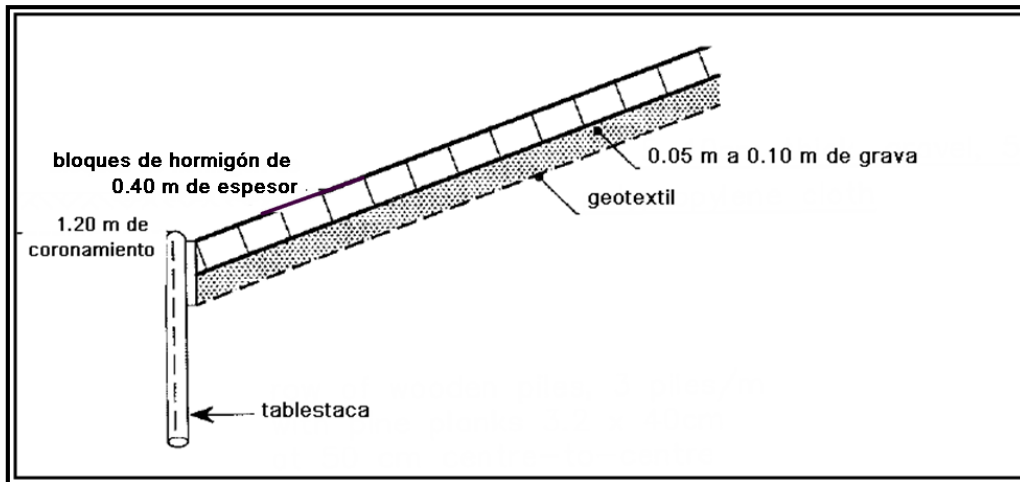 bloques de hormigón de
0.40 m de espesor
0.05 m a 0.10 m de grava
geotextil
1.20 m de
coronamiento
tablestaca